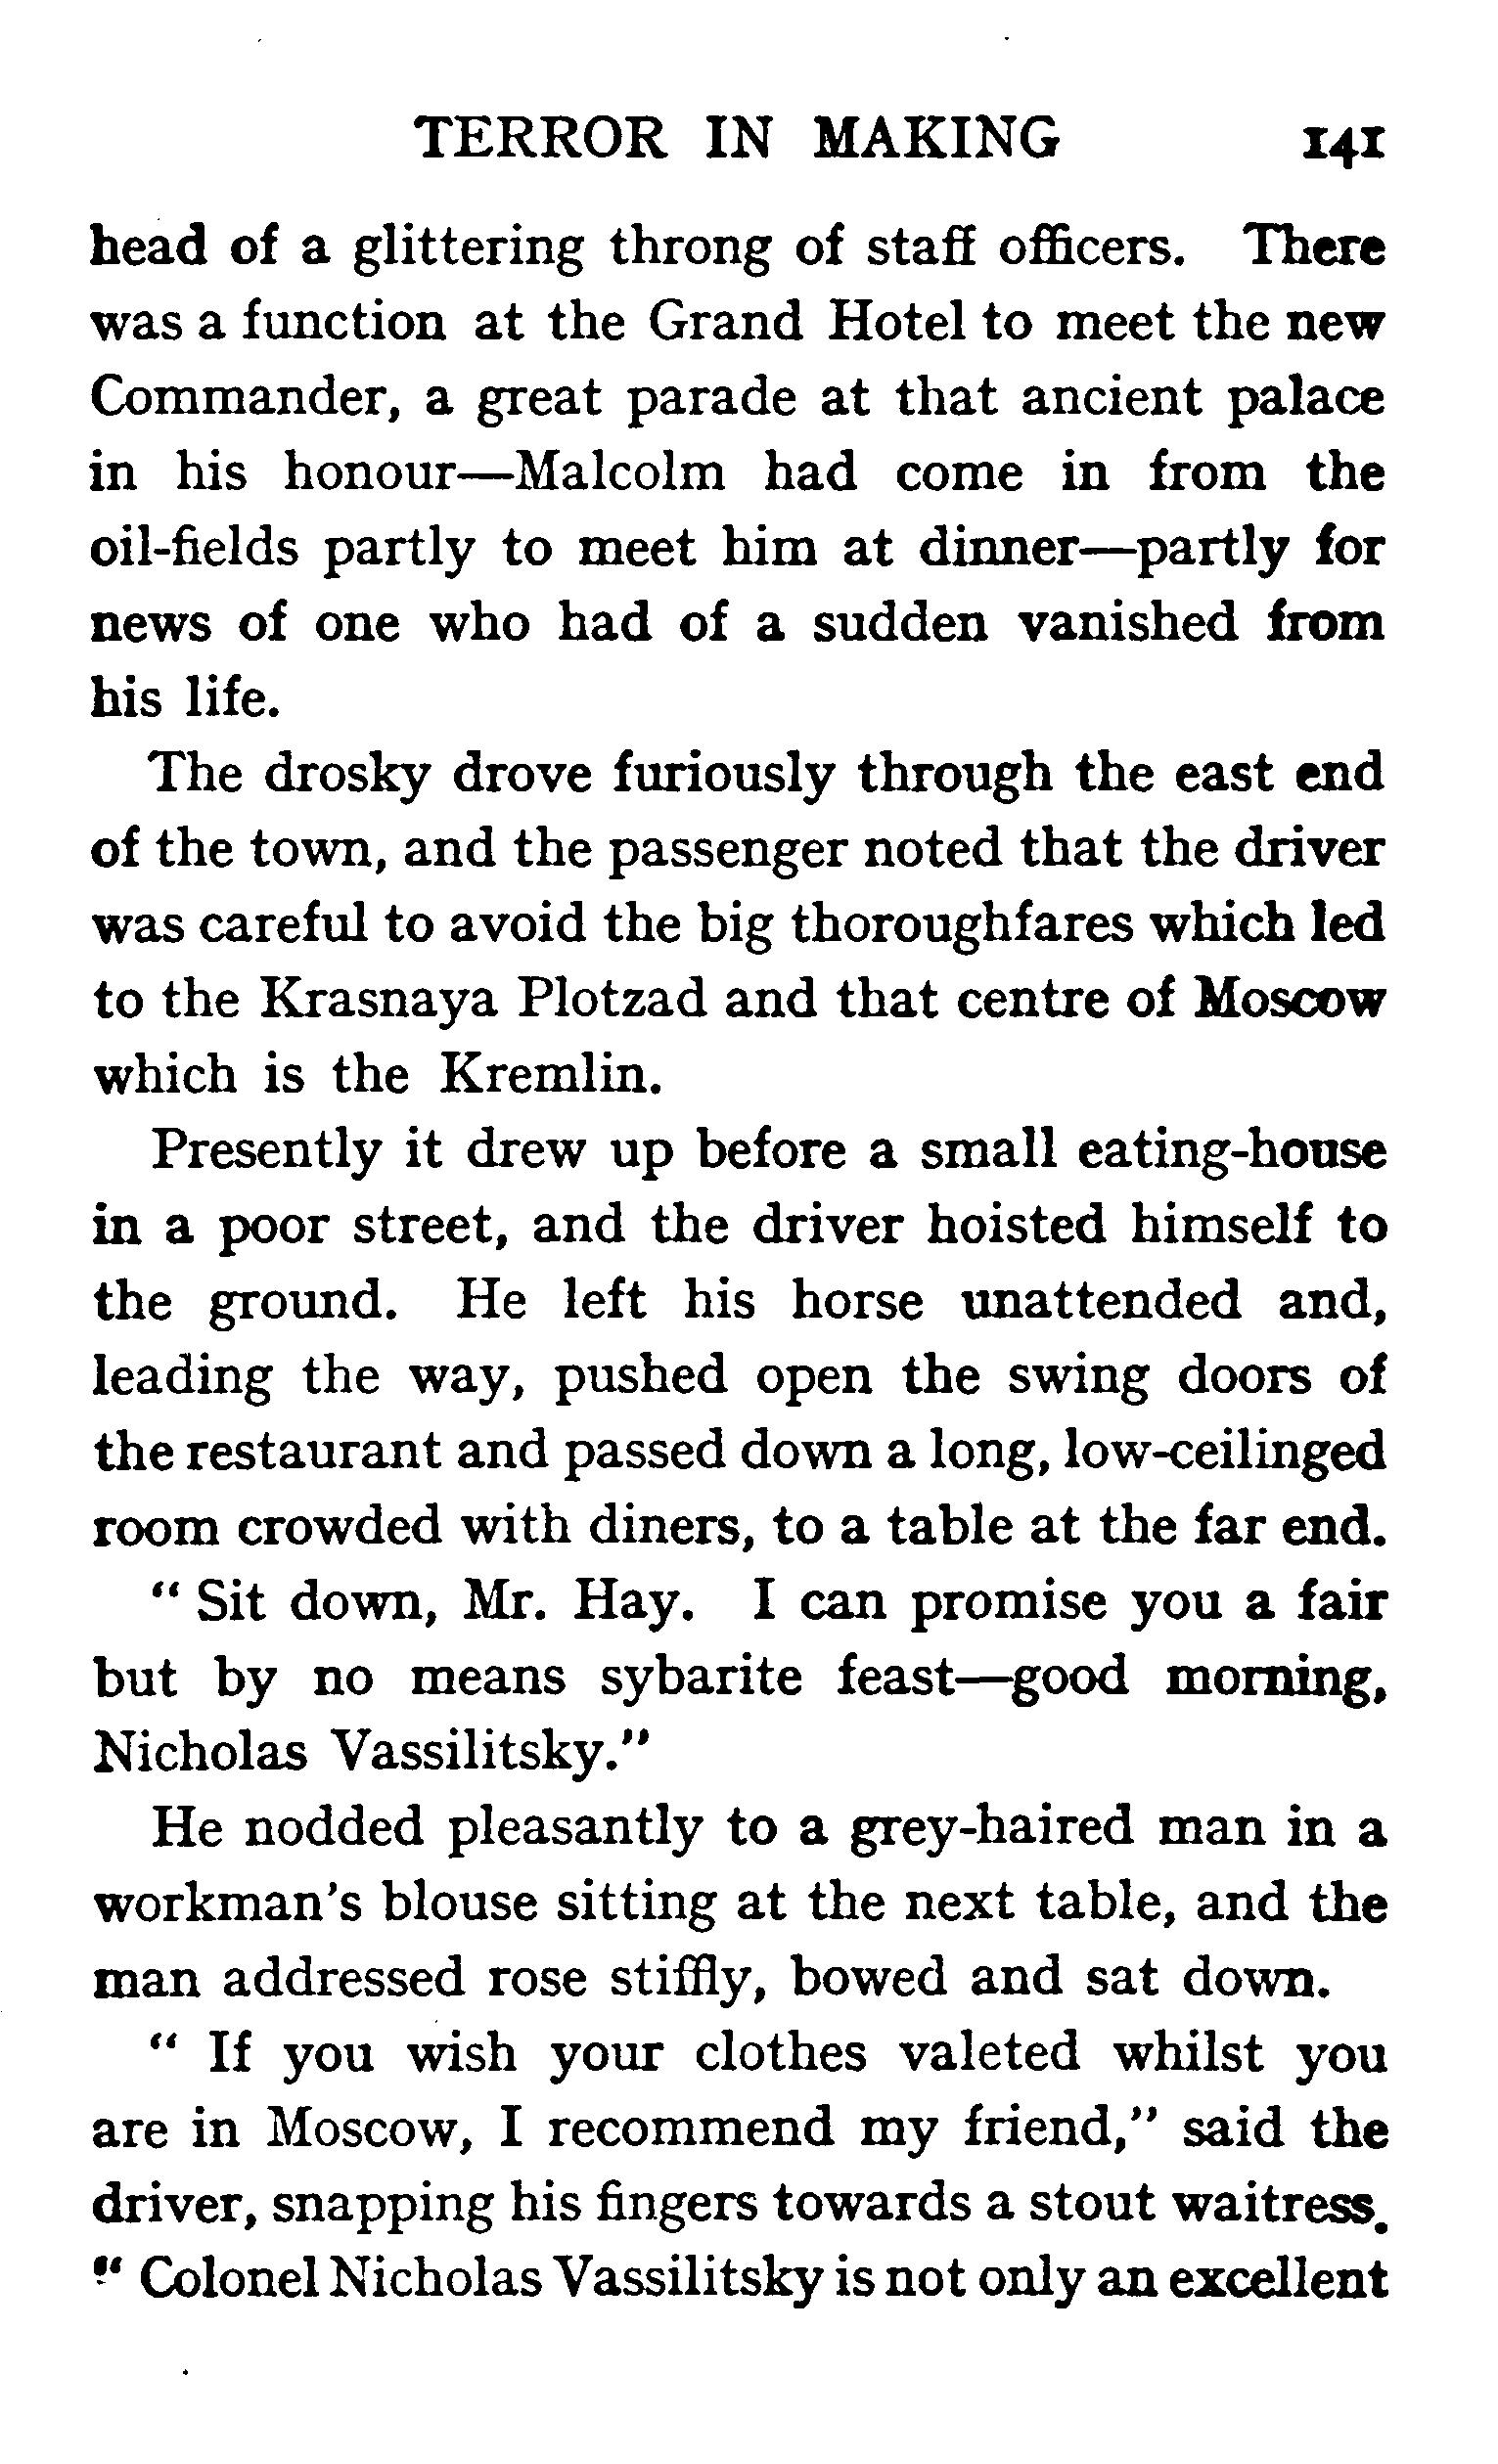 TERROR IN MAKING 141
head of a glittering throng of staff officers. There
was a function at the Grand Hotel to meet the new
Commander, a great parade at that ancient palace
in his honour—Malcolm had come in from the
oil-fields partly to meet him at dinner—partly for
news of one who had of a sudden vanished from
his life.
The drosky drove furiously through the east end
of the town, and the passenger noted that the driver
was careful to avoid the big thoroughfares which led
to the Krasnaya Plotzad and that centre of Moscow
which is the Kremlin.
Presently it drew up before a small eating-house
in a poor street, and the driver hoisted himself to
the ground. He left his horse unattended and,
leading the way, pushed open the swing doors of
the restaurant and passed down a long, low-ceilinged
room crowded with diners, to a table at the far end.
" Sit down, Mr. Hay. I can promise you a fair
but by no means sybarite feast—good morning,
Nicholas Vassilitsky."
He nodded pleasantly to a grey-haired man in a
workman's blouse sitting at the next table, and the
man addressed rose stiffly, bowed and sat down.
" If you wish your clothes valeted whilst you
are in Moscow, I recommend my friend," said the
driver, snapping his fingers towards a stout waitress.
" Colonel Nicholas Vassilitsky is not only an excellent